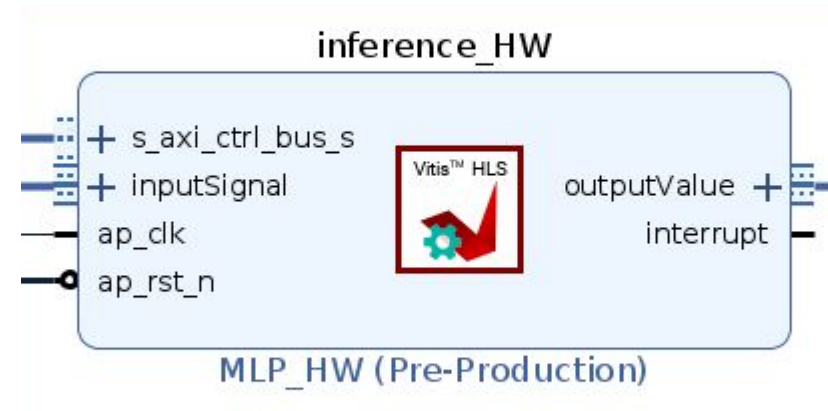 inference_HW
s_axi_ctrl_bus_s
inputSignal
ap_clk
ap_rst_n
Vitis™ HLS
outputValue
interrupt
MLP_HW (Pre-Production)